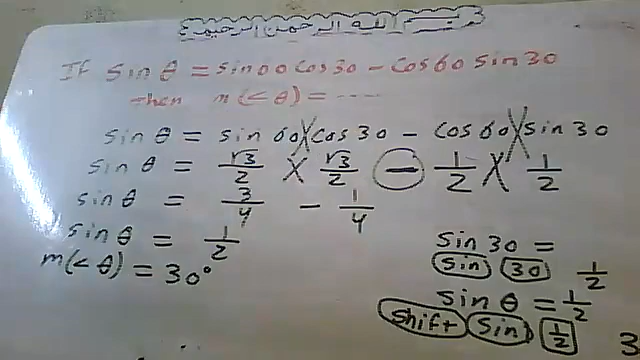 بسم الله الرحمن الرحيم
If sin θ = sin 60 cos 30 - cos 60 sin 30
then m(< θ) = ----
sin θ = sin 60 X cos 30 - cos 60 X sin 30
sin θ = √3/2 X √3/2 - 1/2 X 1/2
sin θ = 3/4 - 1/4
sin θ = 1/2
m(< θ) = 30°
sin 30 =
sin 30 1/2
sin θ = 1/2
shift sin 1/2
3